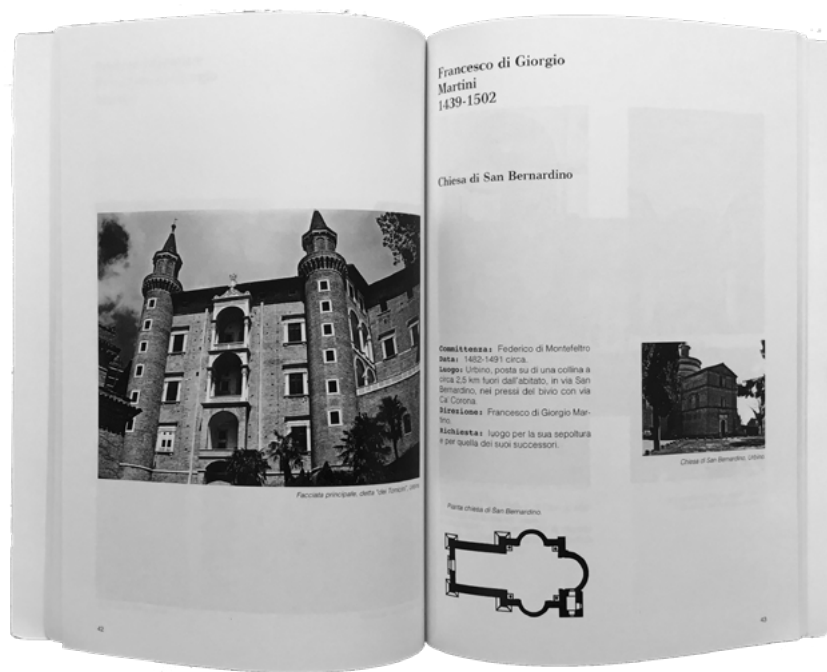 Facciata principale, detta "dei Torricini",
42
Francesco di Giorgio
Martini
1439-1502
Chiesa di San Bernardino
Committenza: Federico di Montefeltro
Data: 1482-1491 circa.
Luogo: Urbino, posta su di una collina a
circa 2,5 km fuori dall'abitato, in via San
Bernardino, nei pressi del bivio con via
Ca' Corona.
Direzione: Francesco di Giorgio Mar-
tino.
Richiesta: luogo per la sua sepoltura
e per quella dei suoi successori.
Chiesa di San Bernardino, Urbino.
Pianta chiesa di San Bernardino.
43